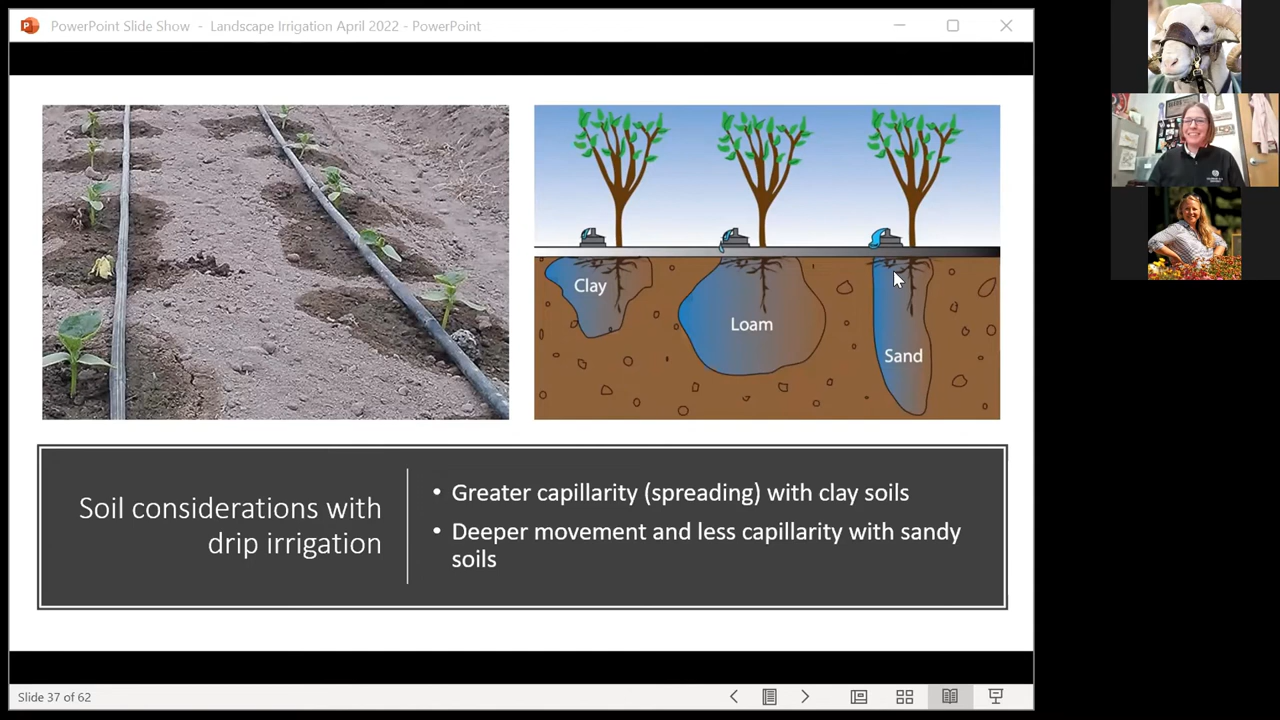 PowerPoint Slide Show - Landscape Irrigation April 2022 - PowerPoint
Clay
Loam
Sand
Soil considerations with
drip irrigation
• Greater capillarity (spreading) with clay soils
• Deeper movement and less capillarity with sandy
soils
Slide 37 of 62